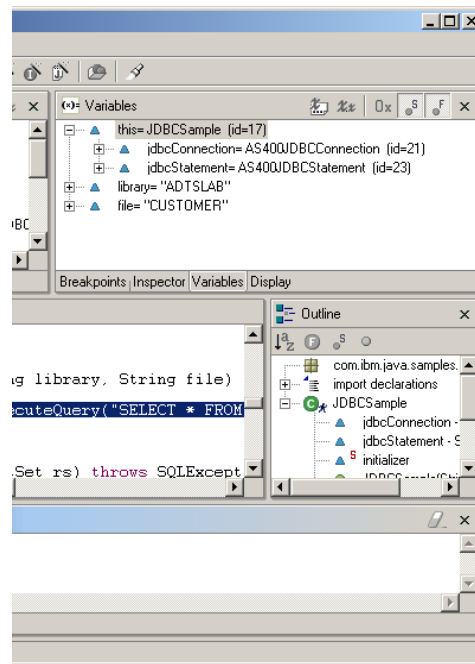 Variables
0x
S
F
this= JDBCSample (id=17)
jdbcConnection= AS400JDBCConnection (id=21)
jdbcStatement= AS400JDBCStatement (id=23)
library= "ADTSLAB"
file= "CUSTOMER"
Breakpoints Inspector Variables Display
Outline
com.ibm.java.samples.
g library, String file)
import declarations
ecuteQuery("SELECT * FROM
JDBCSample
jdbcConnection -
jdbcStatement - S
initializer
Set rs) throws SQLExcept